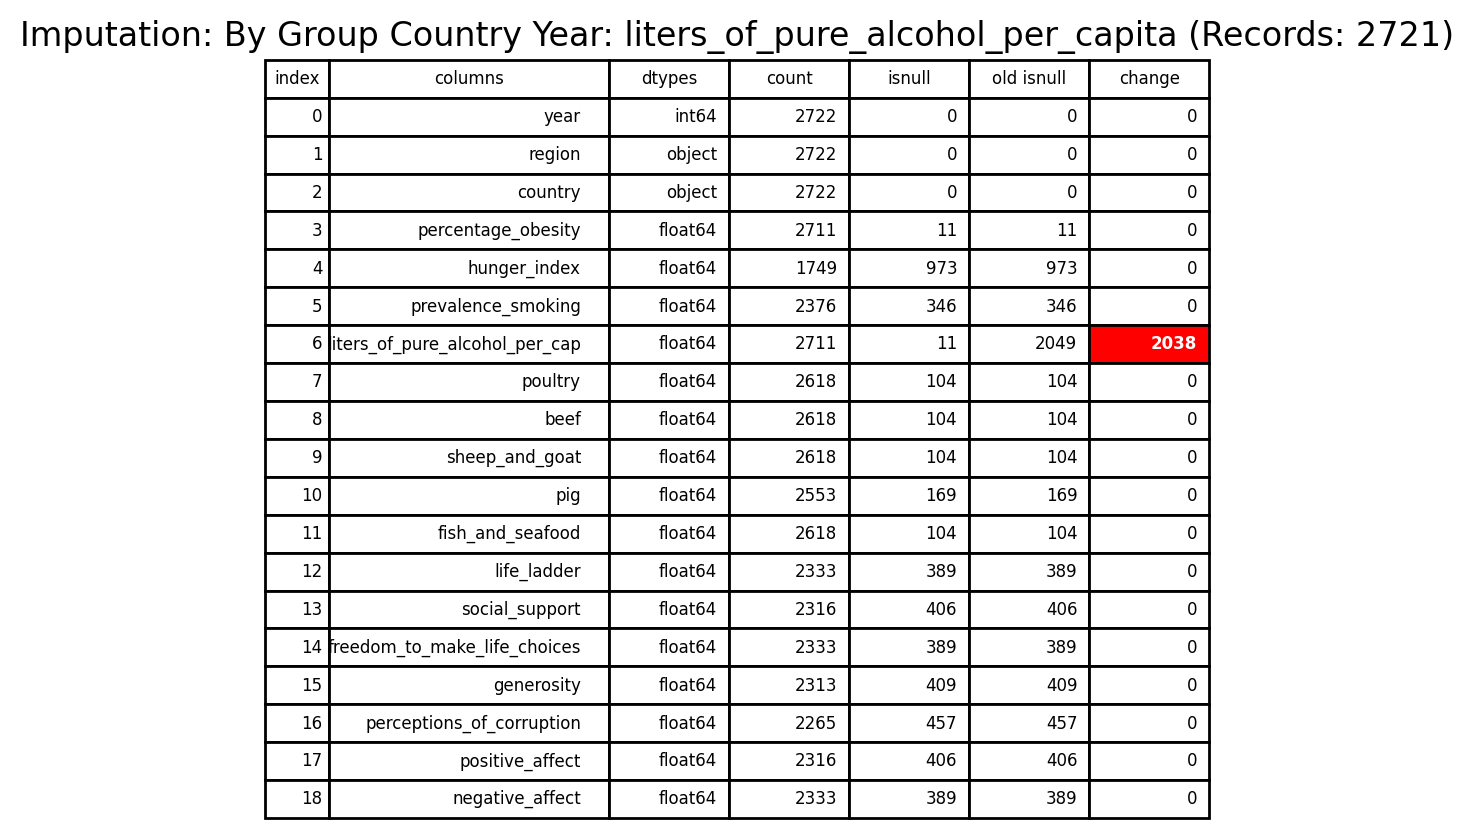 Imputation: By Group Country Year: liters_of_pure_alcohol_per_capita (Records: 2721)
index columns dtypes count isnull old isnull change
0 year int64 2722 0 0 0
1 region object 2722 0 0 0
2 country object 2722 0 0 0
3 percentage_obesity float64 2711 11 11 0
4 hunger_index float64 1749 973 973 0
5 prevalence_smoking float64 2376 346 346 0
6 iters_of_pure_alcohol_per_cap float64 2711 11 2049 2038
7 poultry float64 2618 104 104 0
8 beef float64 2618 104 104 0
9 sheep_and_goat float64 2618 104 104 0
10 pig float64 2553 169 169 0
11 fish_and_seafood float64 2618 104 104 0
12 life_ladder float64 2333 389 389 0
13 social_support float64 2316 406 406 0
14 freedom_to_make_life_choices float64 2333 389 389 0
15 generosity float64 2313 409 409 0
16 perceptions_of_corruption float64 2265 457 457 0
17 positive_affect float64 2316 406 406 0
18 negative_affect float64 2333 389 389 0